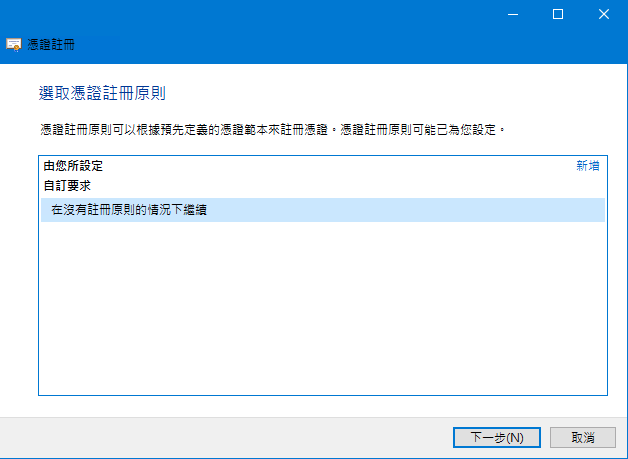 憑證註冊
選取憑證註冊原則
憑證註冊原則可以根據預先定義的憑證範本來註冊憑證。憑證註冊原則可能已為您設定。
由您所設定 新增
自訂要求
在沒有註冊原則的情況下繼續
下一步(N) 取消